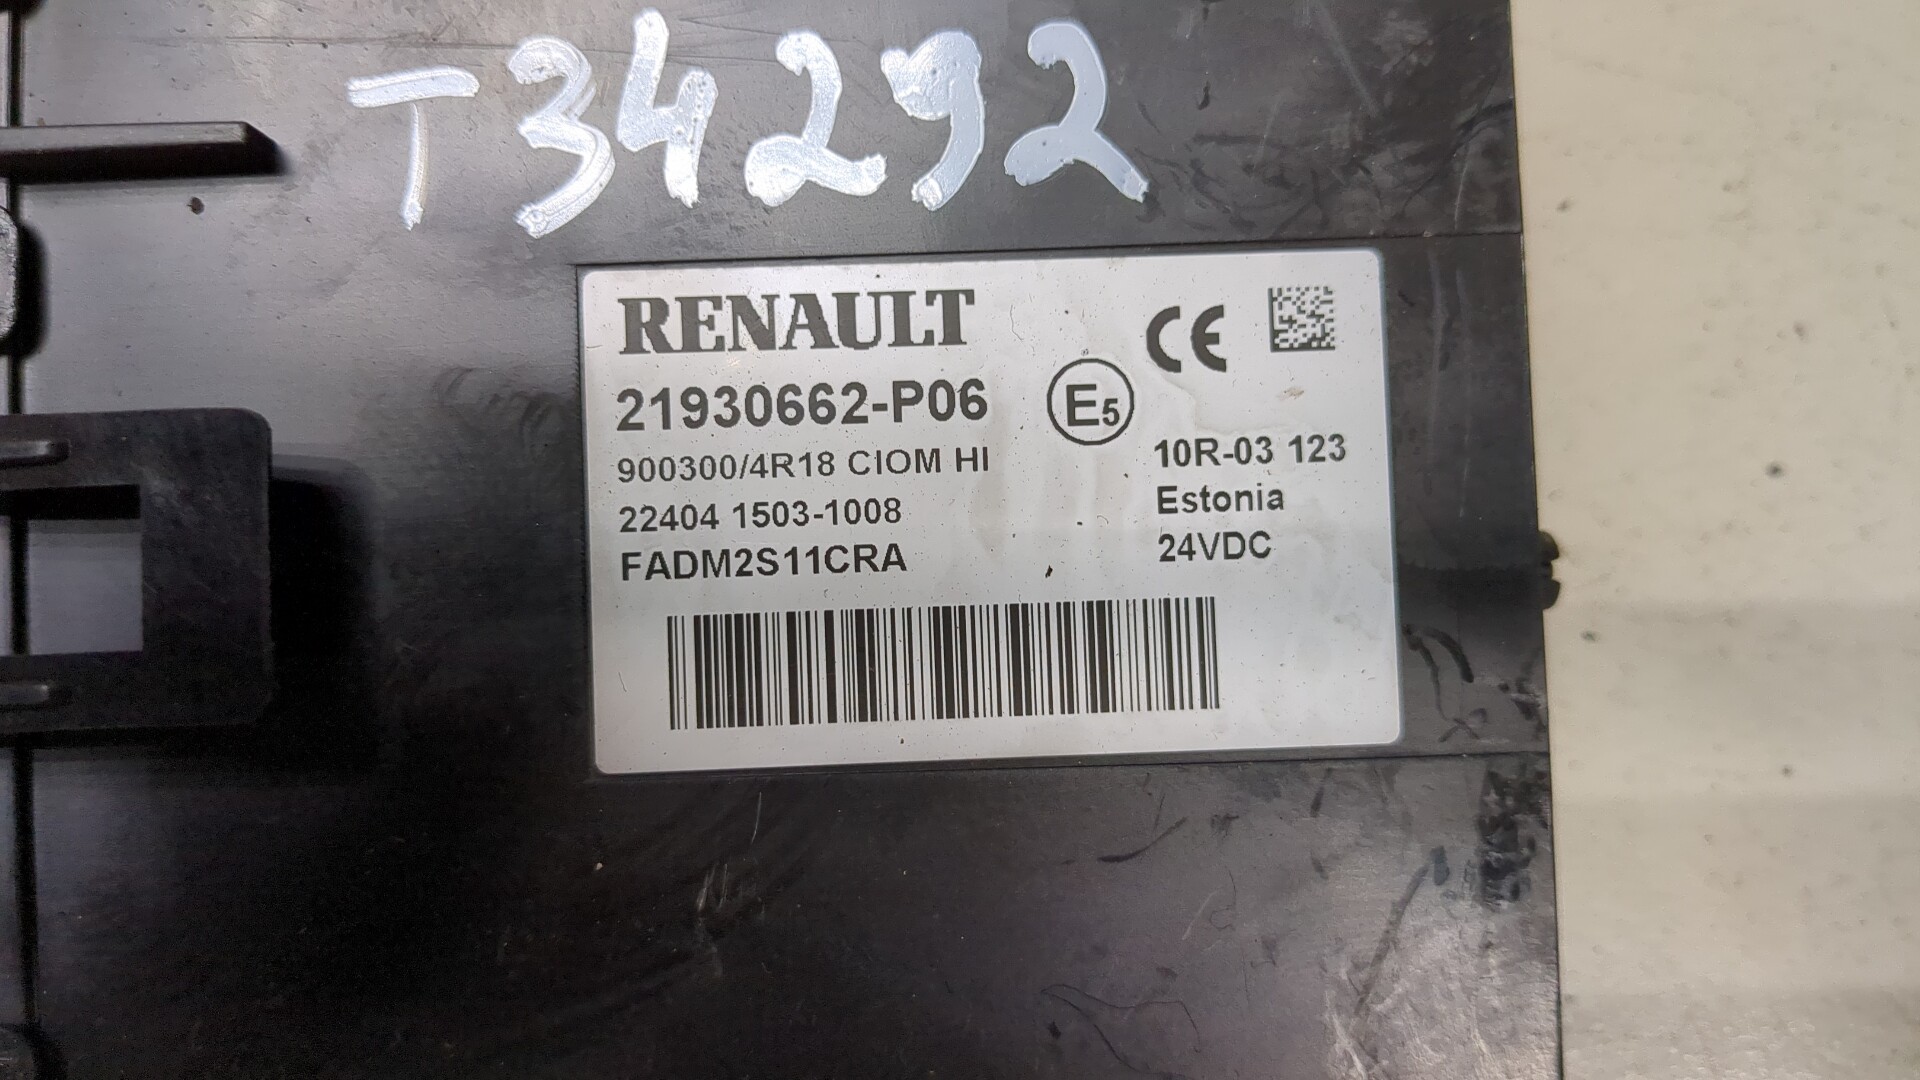 T34292
RENAULT
CE
21930662-P06
E5
900300/4R18 CIOM HI
10R-03 123
22404 1503-1008
Estonia
FADM2S11CRA
24VDC